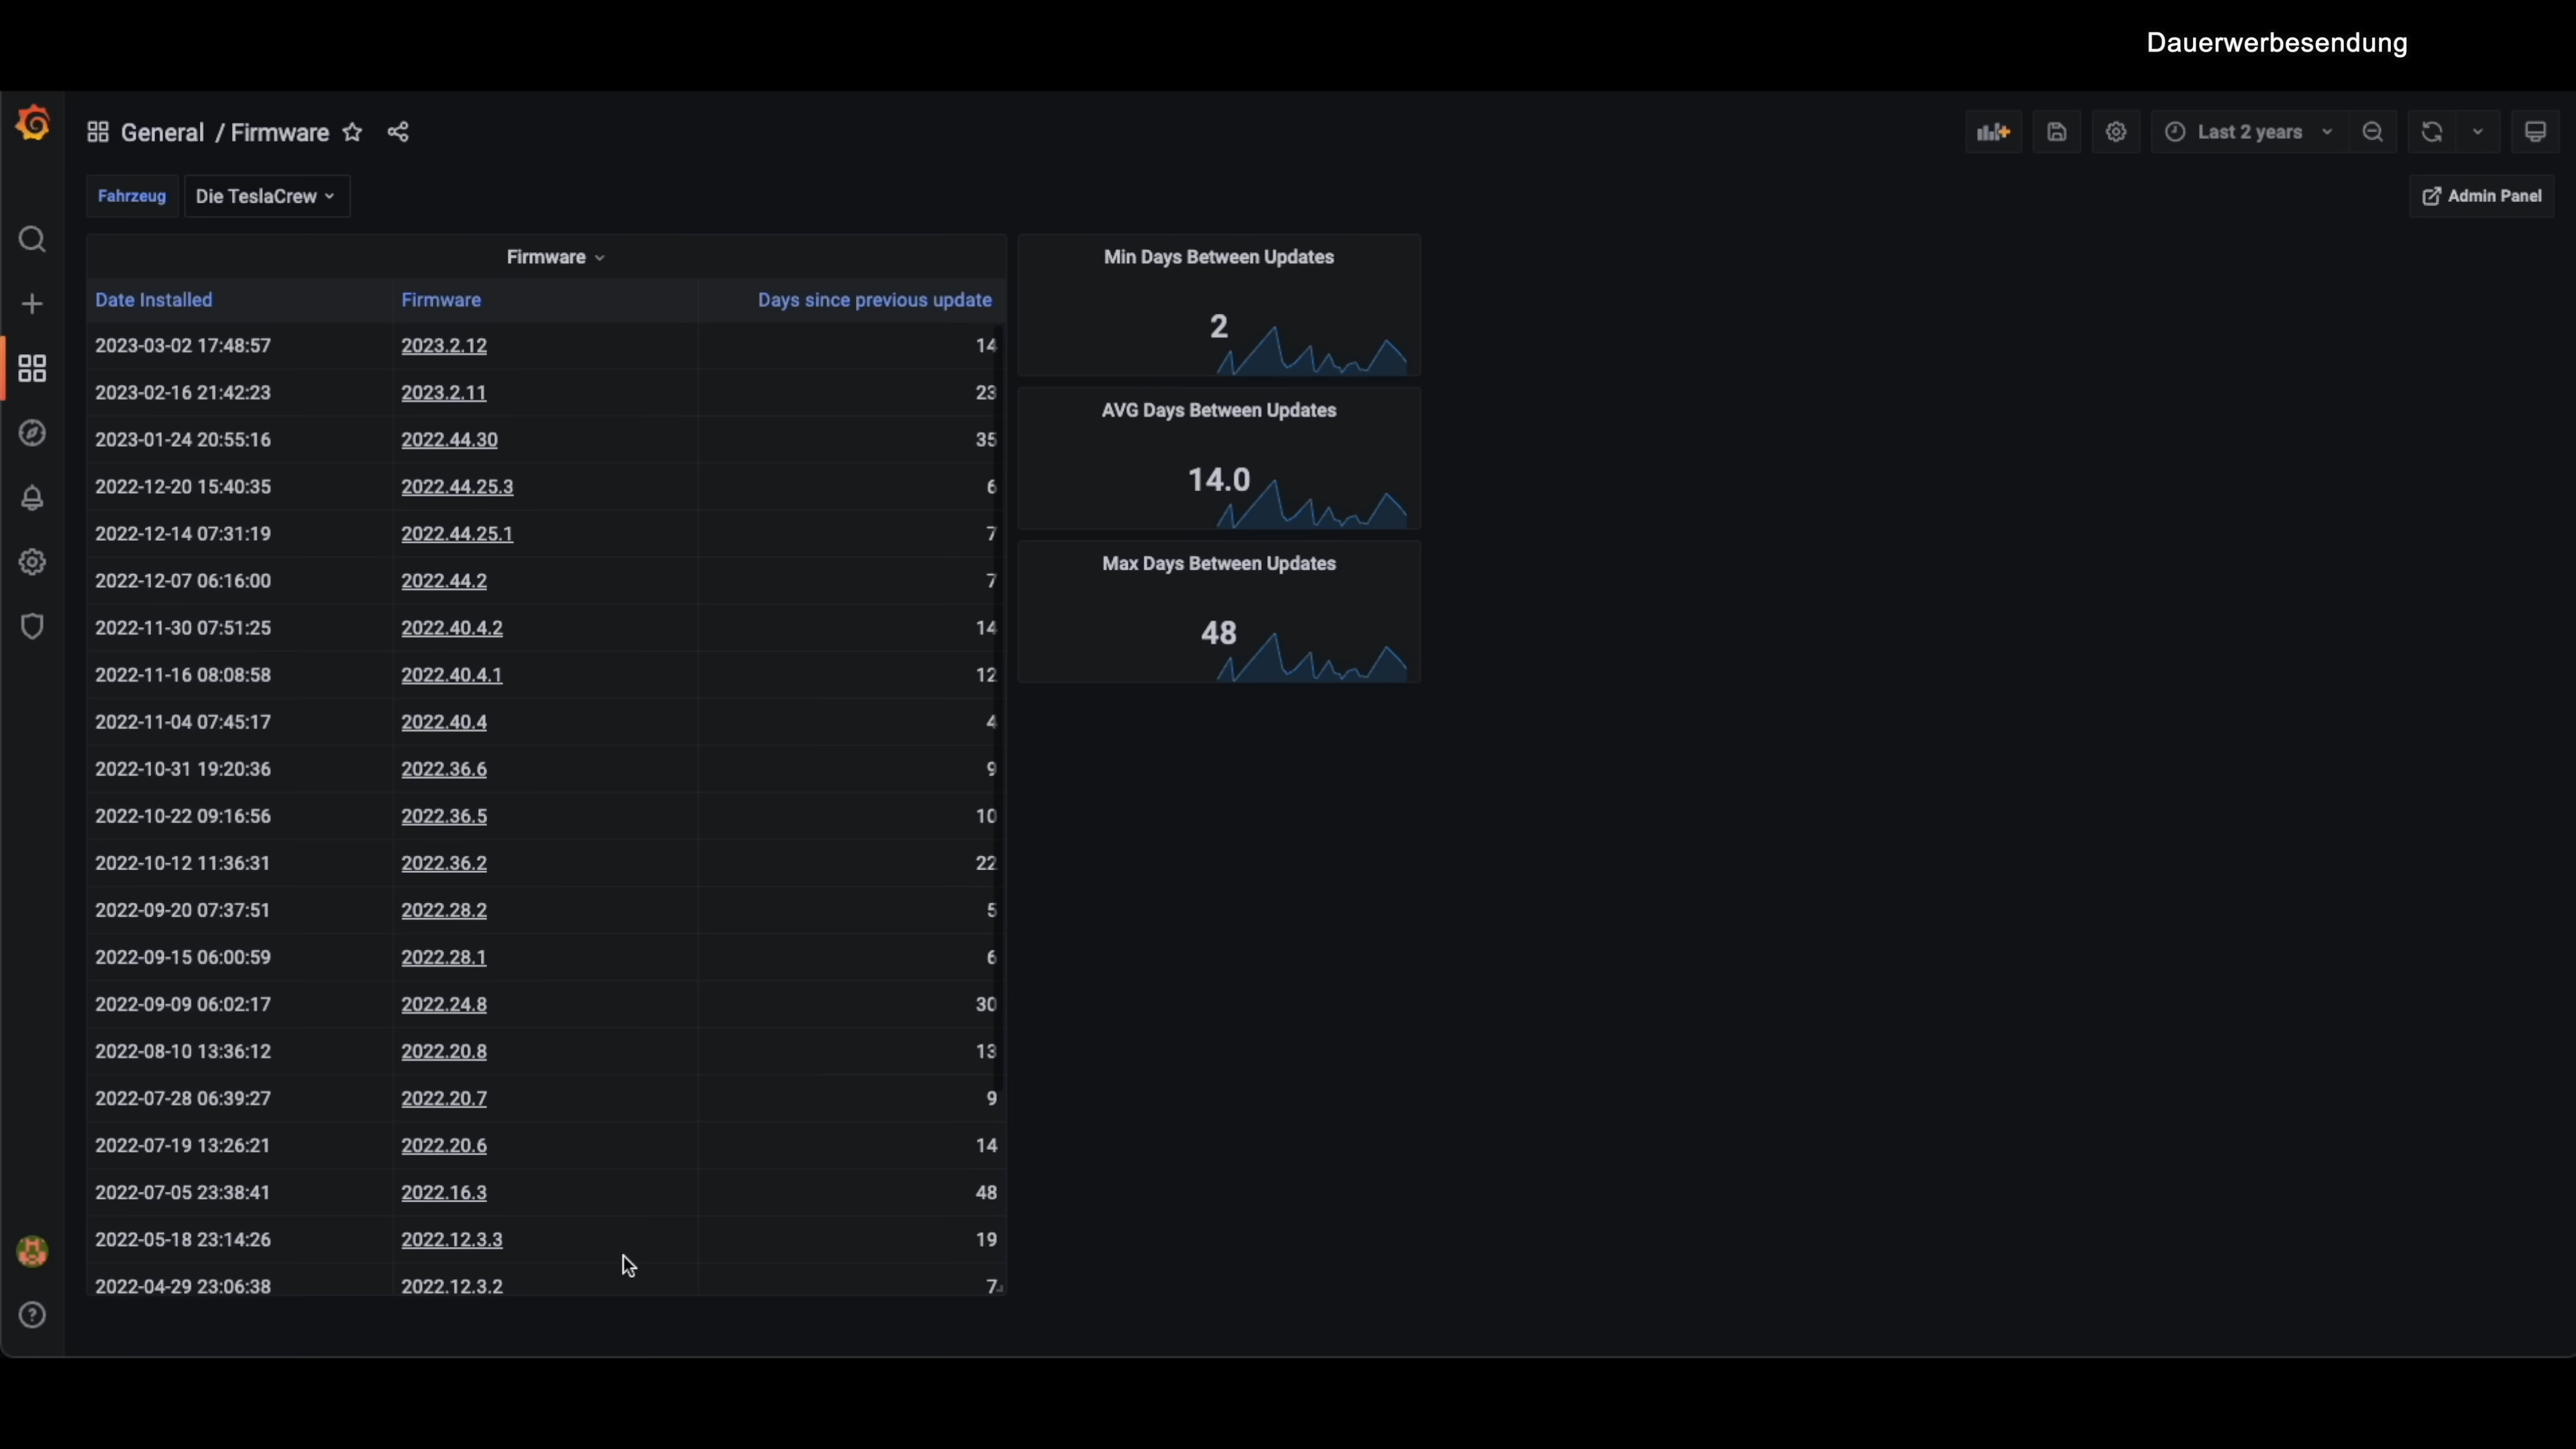 Dauerwerbesendung
General / Firmware
Last 2 years
Fahrzeug Die TeslaCrew
Admin Panel
Firmware
Date Installed Firmware Days since previous update
2023-03-02 17:48:57 2023.2.12 14
2023-02-16 21:42:23 2023.2.11 23
2023-01-24 20:55:16 2022.44.30 35
2022-12-20 15:40:35 2022.44.25.3 6
2022-12-14 07:31:19 2022.44.25.1 7
2022-12-07 06:16:00 2022.44.2 7
2022-11-30 07:51:25 2022.40.4.2 14
2022-11-16 08:08:58 2022.40.4.1 12
2022-11-04 07:45:17 2022.40.4 4
2022-10-31 19:20:36 2022.36.6 9
2022-10-22 09:16:56 2022.36.5 10
2022-10-12 11:36:31 2022.36.2 22
2022-09-20 07:37:51 2022.28.2 5
2022-09-15 06:00:59 2022.28.1 6
2022-09-09 06:02:17 2022.24.8 30
2022-08-10 13:36:12 2022.20.8 13
2022-07-28 06:39:27 2022.20.7 9
2022-07-19 13:26:21 2022.20.6 14
2022-07-05 23:38:41 2022.16.3 48
2022-05-18 23:14:26 2022.12.3.3 19
2022-04-29 23:06:38 2022.12.3.2 7
Min Days Between Updates
2
AVG Days Between Updates
14.0
Max Days Between Updates
48